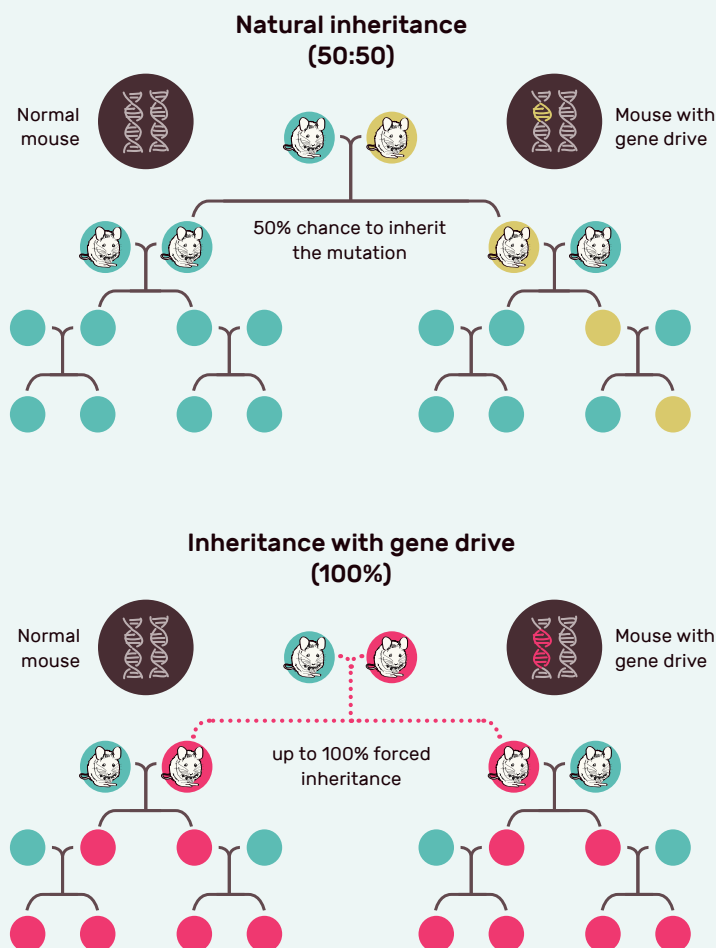 Natural inheritance
(50:50)
Normal
mouse
Mouse with
gene drive
50% chance to inherit
the mutation
Inheritance with gene drive
(100%)
Normal
mouse
Mouse with
gene drive
up to 100% forced
inheritance